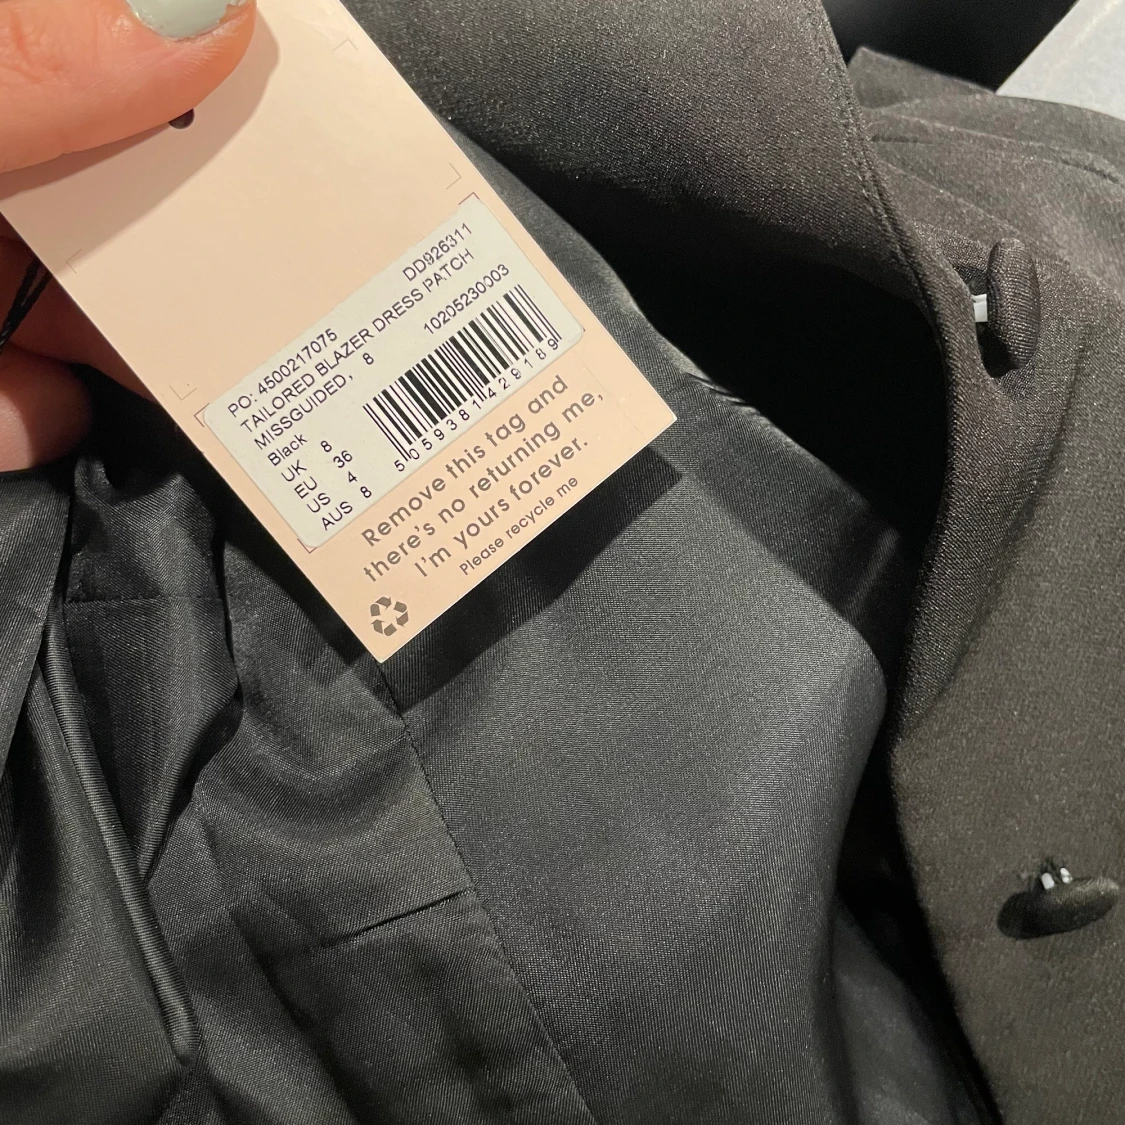 DD926311
PO: 4500217075
TAILORED BLAZER DRESS PATCH
MISSGUIDED, 8 10205230003
Black
UK 8
EU 36
US 4
AUS 8
5 059381 429189
Remove this tag and
there's no returning me,
I'm yours forever.
Please recycle me